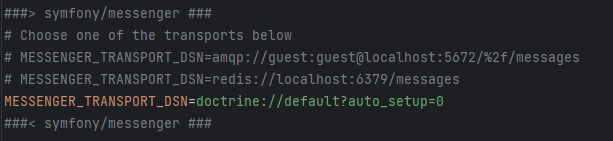 ###> symfony/messenger ###
# Choose one of the transports below
# MESSENGER_TRANSPORT_DSN=amqp://guest:guest@localhost:5672/%2f/messages
# MESSENGER_TRANSPORT_DSN=redis://localhost:6379/messages
MESSENGER_TRANSPORT_DSN=doctrine://default?auto_setup=0
###< symfony/messenger ###